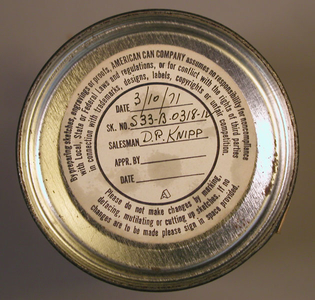 By preparing sketches, engravings or proofs, AMERICAN CAN COMPANY assumes no responsibility for noncompliance
with Local, State or Federal Laws and regulations, or for conflict with the rights of third parties
in connection with trademarks, designs, labels, copyrights or unfair competition.
DATE 3/10/71
SK. NO. S33-B-0318-10
SALESMAN D.R. KNIPP
APPR. BY
DATE
A
Please do not make changes by marking,
defacing, mutilating or cutting up sketches. If no
changes are to be made please sign in space provided.